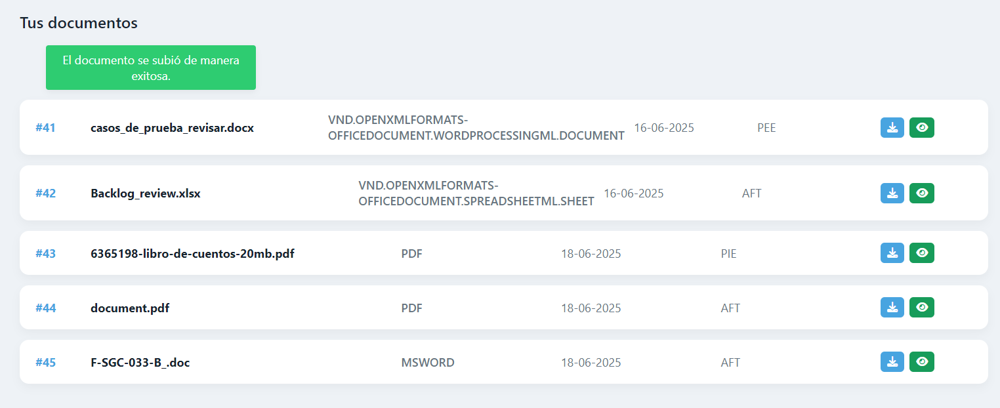 Tus documentos
El documento se subió de manera
exitosa.
#41 casos_de_prueba_revisar.docx VND.OPENXMLFORMATS-
OFFICEDOCUMENT.WORDPROCESSINGML.DOCUMENT 16-06-2025 PEE
#42 Backlog_review.xlsx VND.OPENXMLFORMATS-
OFFICEDOCUMENT.SPREADSHEETML.SHEET 16-06-2025 AFT
#43 6365198-libro-de-cuentos-20mb.pdf PDF 18-06-2025 PIE
#44 document.pdf PDF 18-06-2025 AFT
#45 F-SGC-033-B_.doc MSWORD 18-06-2025 AFT